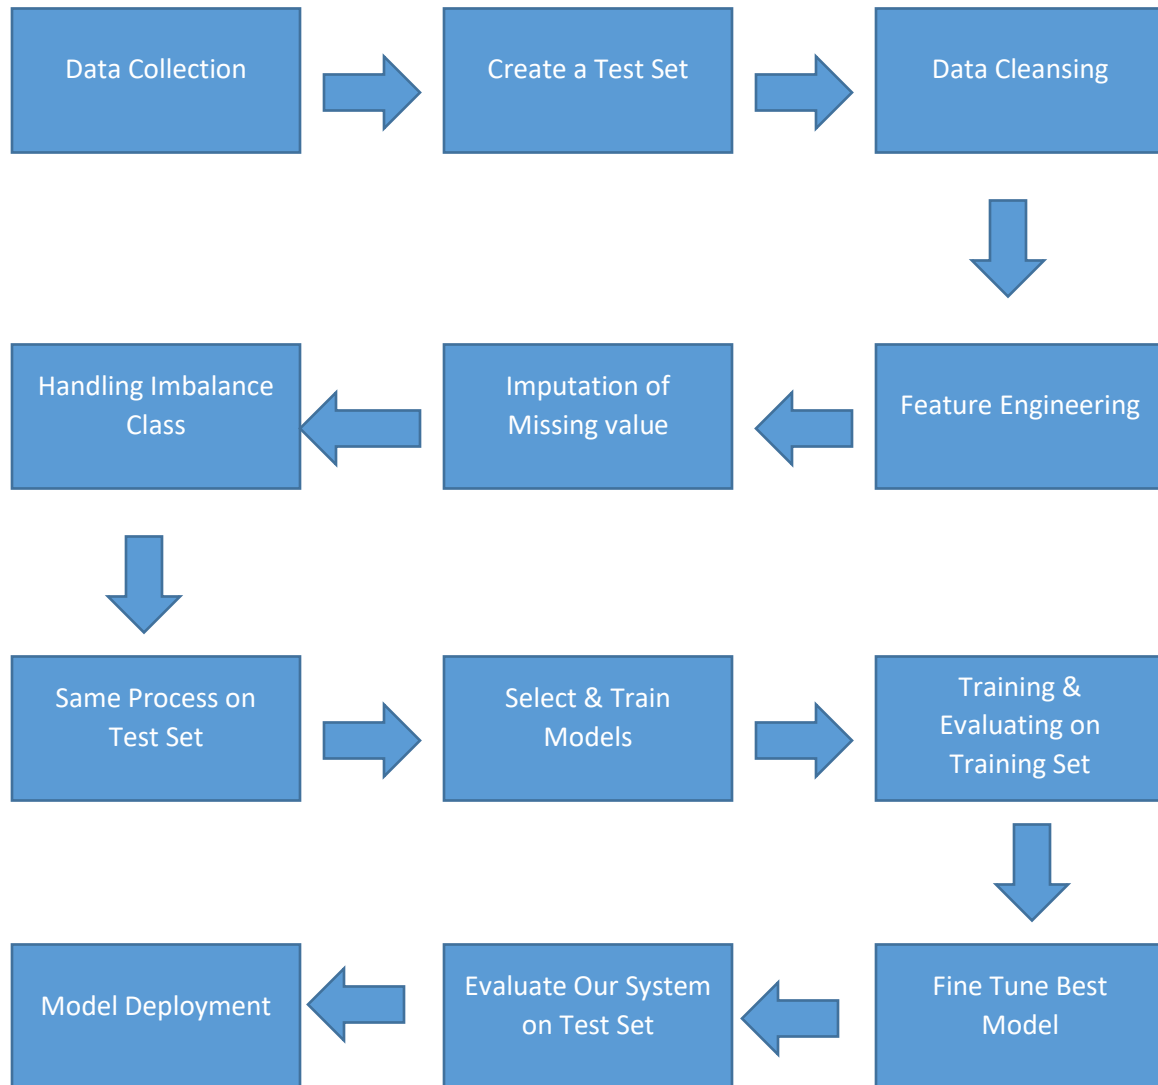 Data Collection
Create a Test Set
Data Cleansing
Handling Imbalance
Class
Imputation of
Missing value
Feature Engineering
Same Process on
Test Set
Select & Train
Models
Training &
Evaluating on
Training Set
Model Deployment
Evaluate Our System
on Test Set
Fine Tune Best
Model